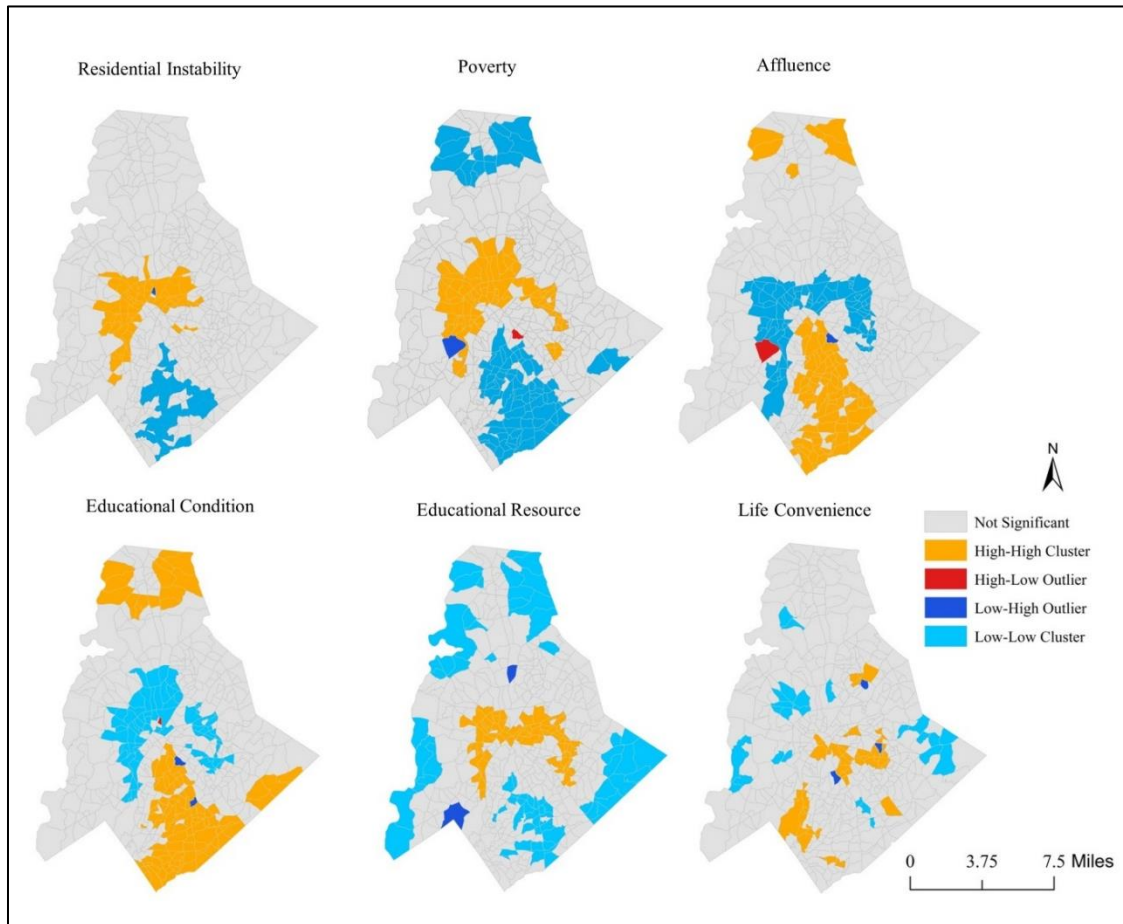 Residential Instability
Poverty
Affluence
N
Educational Condition
Educational Resource
Life Convenience
Not Significant
High-High Cluster
High-Low Outlier
Low-High Outlier
Low-Low Cluster
0 3.75 7.5 Miles